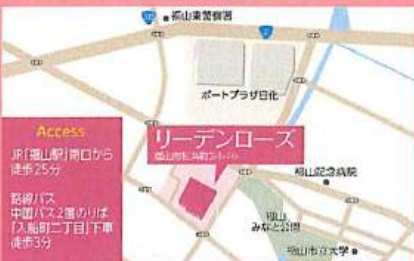 福山東警察署
2
ポートプラザ日化
Access
JR「福山駅」南口から
徒歩25分
路線バス
中国バス2番のりば
「入船町二丁目」下車
徒歩3分
リーデンローズ
福山記念病院
福山
みなと公園
福山市立大学